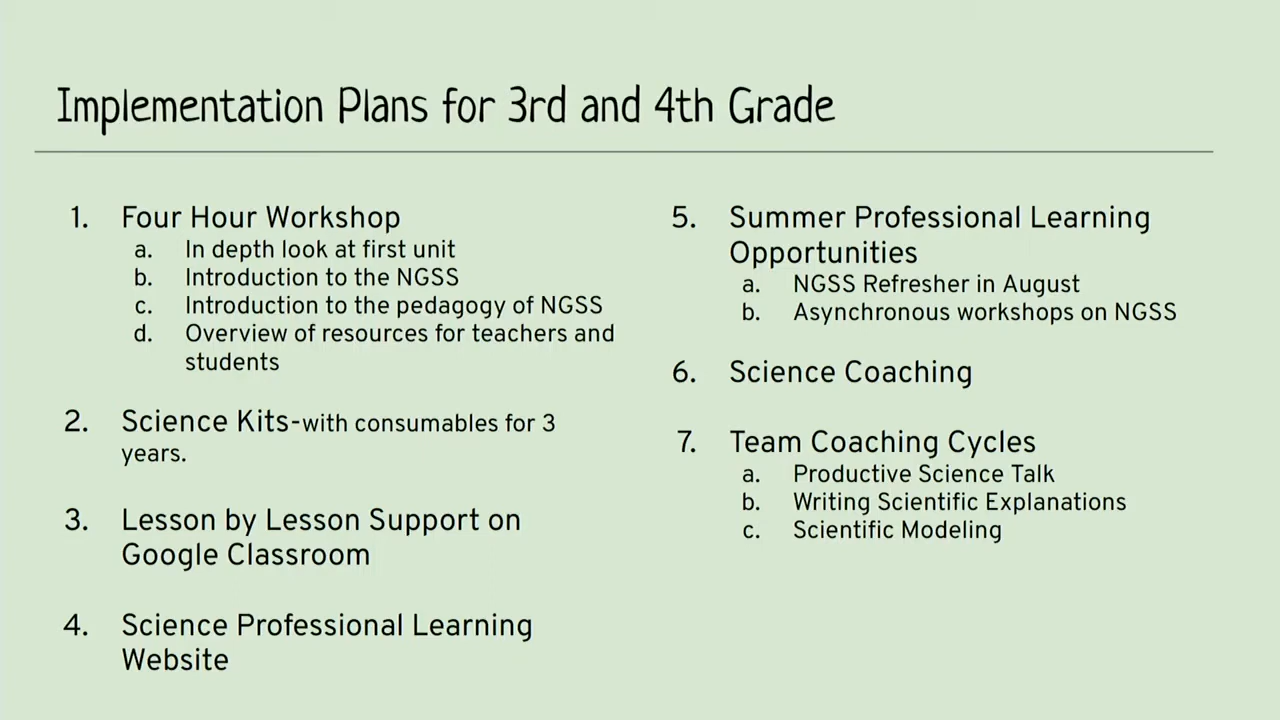 Implementation Plans for 3rd and 4th Grade
1. Four Hour Workshop
a. In depth look at first unit
b. Introduction to the NGSS
c. Introduction to the pedagogy of NGSS
d. Overview of resources for teachers and
students
2. Science Kits-with consumables for 3
years.
3. Lesson by Lesson Support on
Google Classroom
4. Science Professional Learning
Website
5. Summer Professional Learning
Opportunities
a. NGSS Refresher in August
b. Asynchronous workshops on NGSS
6. Science Coaching
7. Team Coaching Cycles
a. Productive Science Talk
b. Writing Scientific Explanations
c. Scientific Modeling